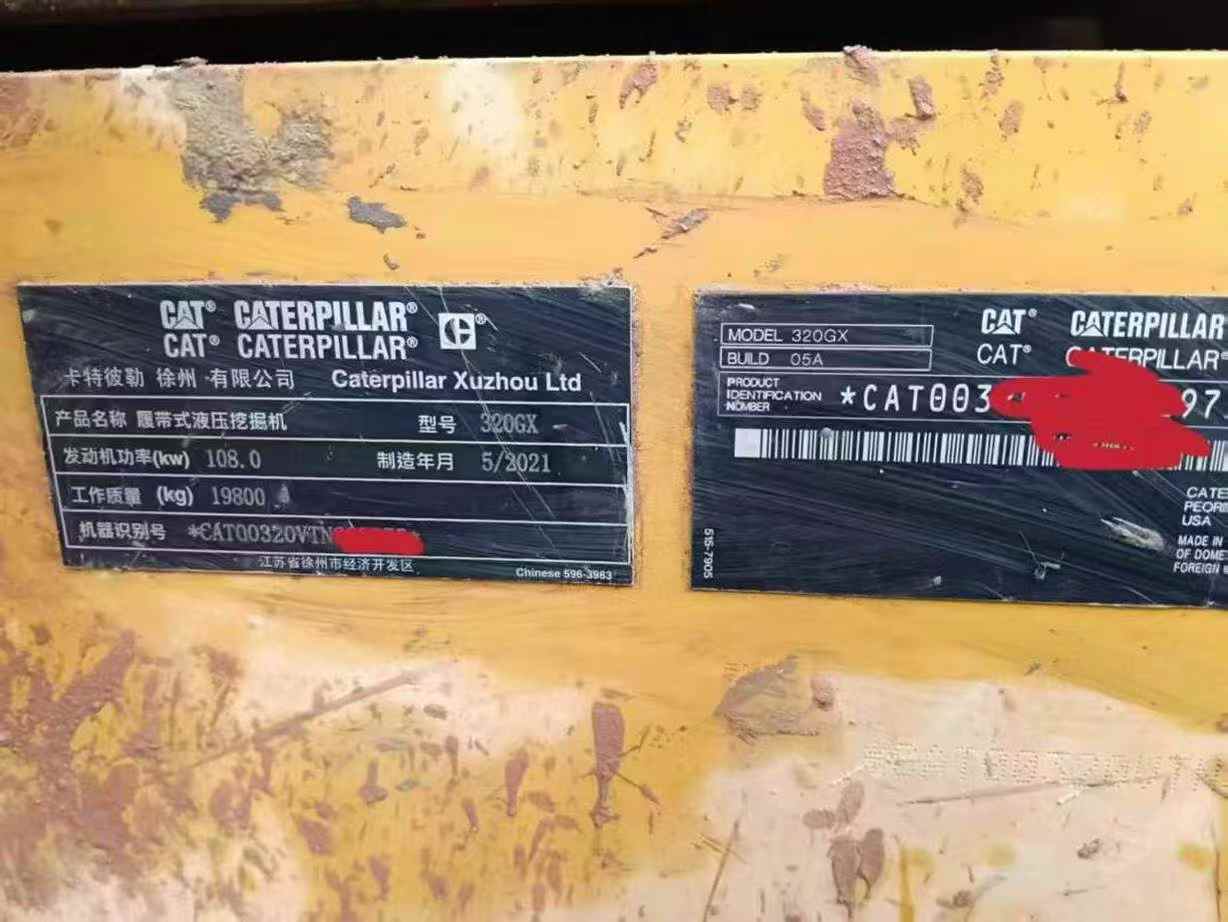 CAT® CATERPILLAR®
CAT® CATERPILLAR®
卡特彼勒 徐州 有限公司 Caterpillar Xuzhou Ltd
产品名称 履带式液压挖掘机 型号 320GX
发动机功率(kw) 108.0 制造年月 5/2021
工作质量 (kg) 19800
机器识别号 *CAT00320VTN
江苏省徐州市经济开发区
Chinese 596-3983
MODEL 320GX
BUILD 05A
CAT® CATERPILLAR
CAT® CATERPILLAR
PRODUCT
IDENTIFICATION
NUMBER
*CAT003 97
515-7905
CATE
PEORI
USA
MADE IN
OF DOME
FOREIGN